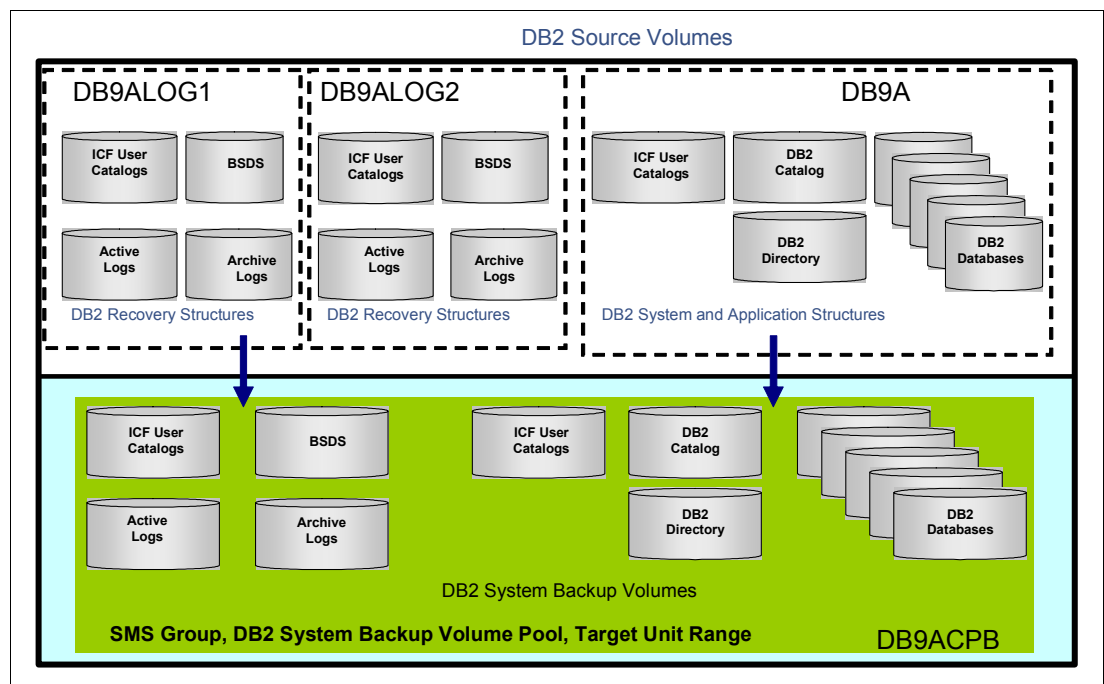 DB2 Source Volumes
DB9ALOG1
ICF User
Catalogs
BSDS
Active
Logs
Archive
Logs
DB2 Recovery Structures
DB9ALOG2
ICF User
Catalogs
BSDS
Active
Logs
Archive
Logs
DB2 Recovery Structures
DB9A
ICF User
Catalogs
DB2
Catalog
DB2
Directory
DB2
Databases
DB2 System and Application Structures
ICF User
Catalogs
BSDS
Active
Logs
Archive
Logs
ICF User
Catalogs
DB2
Catalog
DB2
Directory
DB2
Databases
DB2 System Backup Volumes
SMS Group, DB2 System Backup Volume Pool, Target Unit Range
DB9ACPB